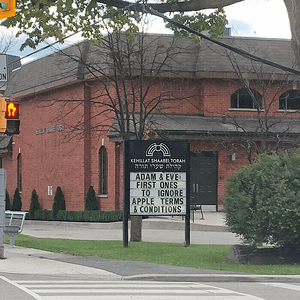 KEHILLAT SHAAREI TORAH
קהילת שערי תורה
ADAM & EVE:
FIRST ONES
TO IGNORE
APPLE TERMS
& CONDITIONS